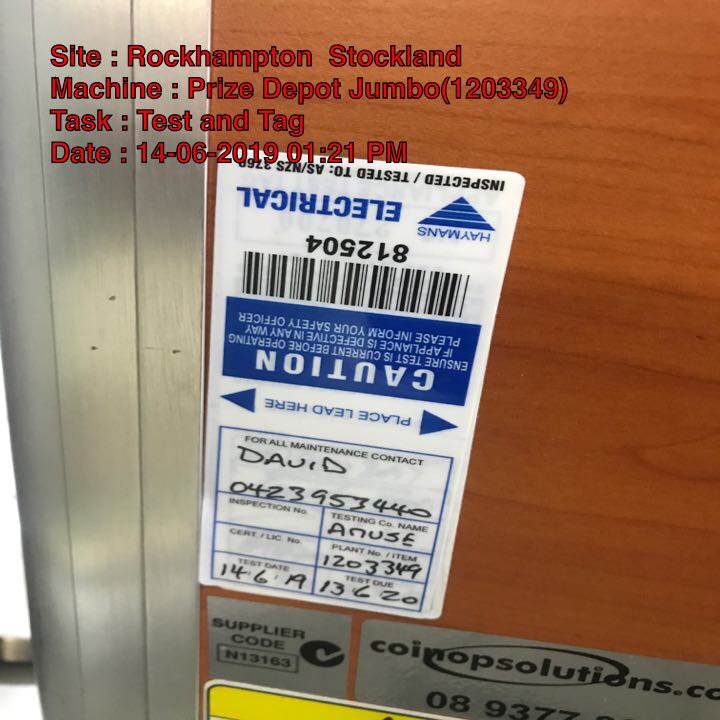 Site : Rockhampton Stockland
Machine : Prize Depot Jumbo(1203349)
Task : Test and Tag
Date : 14-06-2019 01:21 PM
INSPECTED / TESTED TO: AS/NZS 3760
HAYMANS
ELECTRICAL
812504
CAUTION
ENSURE TEST IS CURRENT BEFORE OPERATING
IF APPLIANCE IS DEFECTIVE IN ANY WAY
PLEASE INFORM YOUR SAFETY OFFICER
PLACE LEAD HERE
FOR ALL MAINTENANCE CONTACT
DAVID
0423953440
INSPECTION No.
TESTING Co. NAME
AMUSE
CERT. / LIC. No.
PLANT No. / ITEM
1203349
TEST DATE
14.6.19
TEST DUE
13.6.20
SUPPLIER
CODE
N13163
coinopsolutions.co
08 9377